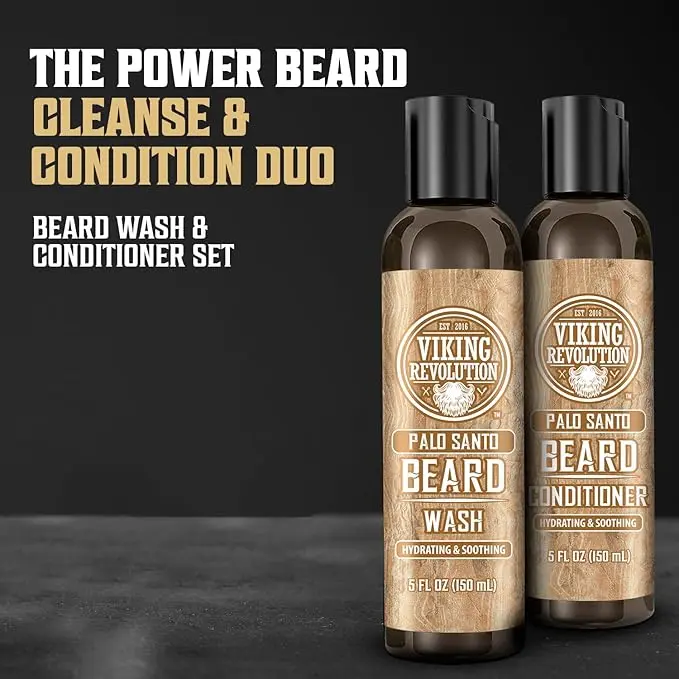 THE POWER BEARD
CLEANSE &
CONDITION DUO
BEARD WASH &
CONDITIONER SET
EST 2016
VIKING
REVOLUTION
TM
PALO SANTO
BEARD
WASH
HYDRATING & SOOTHING
5 FL OZ (150 mL)
EST 2016
VIKING
REVOLUTION
TM
PALO SANTO
BEARD
CONDITIONER
HYDRATING & SOOTHING
5 FL OZ (150 mL)